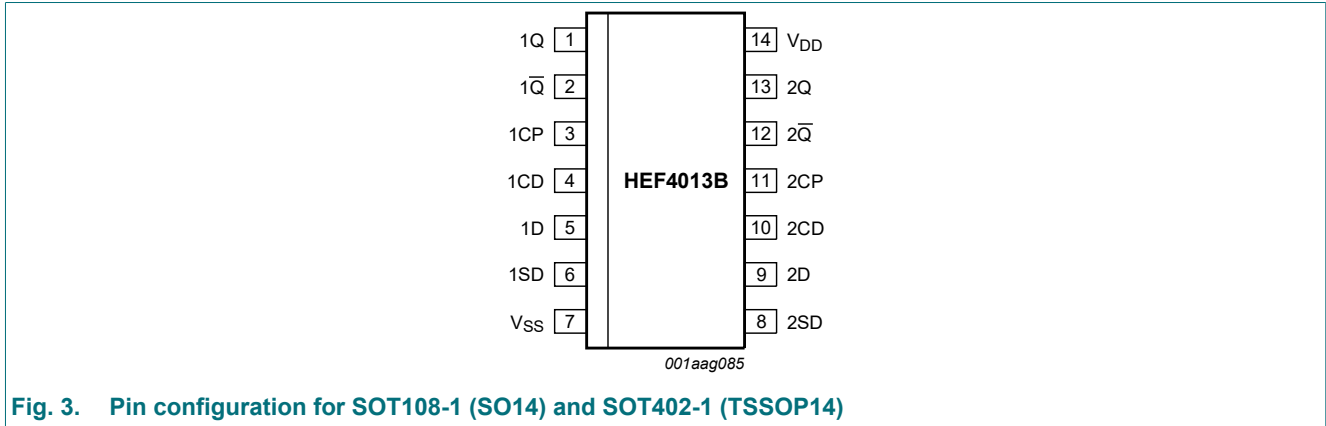 1Q 1 14 VDD
1Q̅ 2 13 2Q
1CP 3 12 2Q̅
1CD 4 HEF4013B 11 2CP
1D 5 10 2CD
1SD 6 9 2D
VSS 7 8 2SD
001aag085
Fig. 3. Pin configuration for SOT108-1 (SO14) and SOT402-1 (TSSOP14)